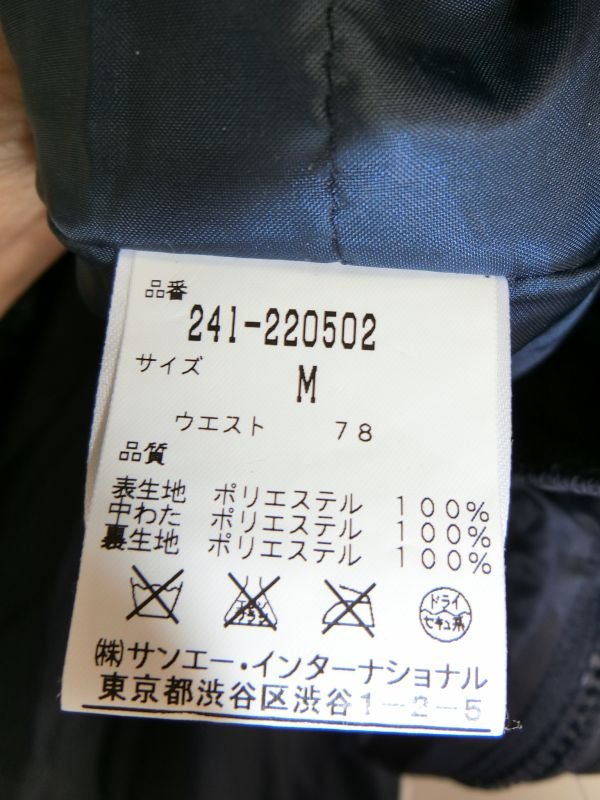 品番
241-220502
サイズ
M
ウエスト 78
品質
表生地 ポリエステル 100%
中わた ポリエステル 100%
裏生地 ポリエステル 100%
ドライ
セキユ系
(株)サンエー・インターナショナル
東京都渋谷区渋谷1-2-5